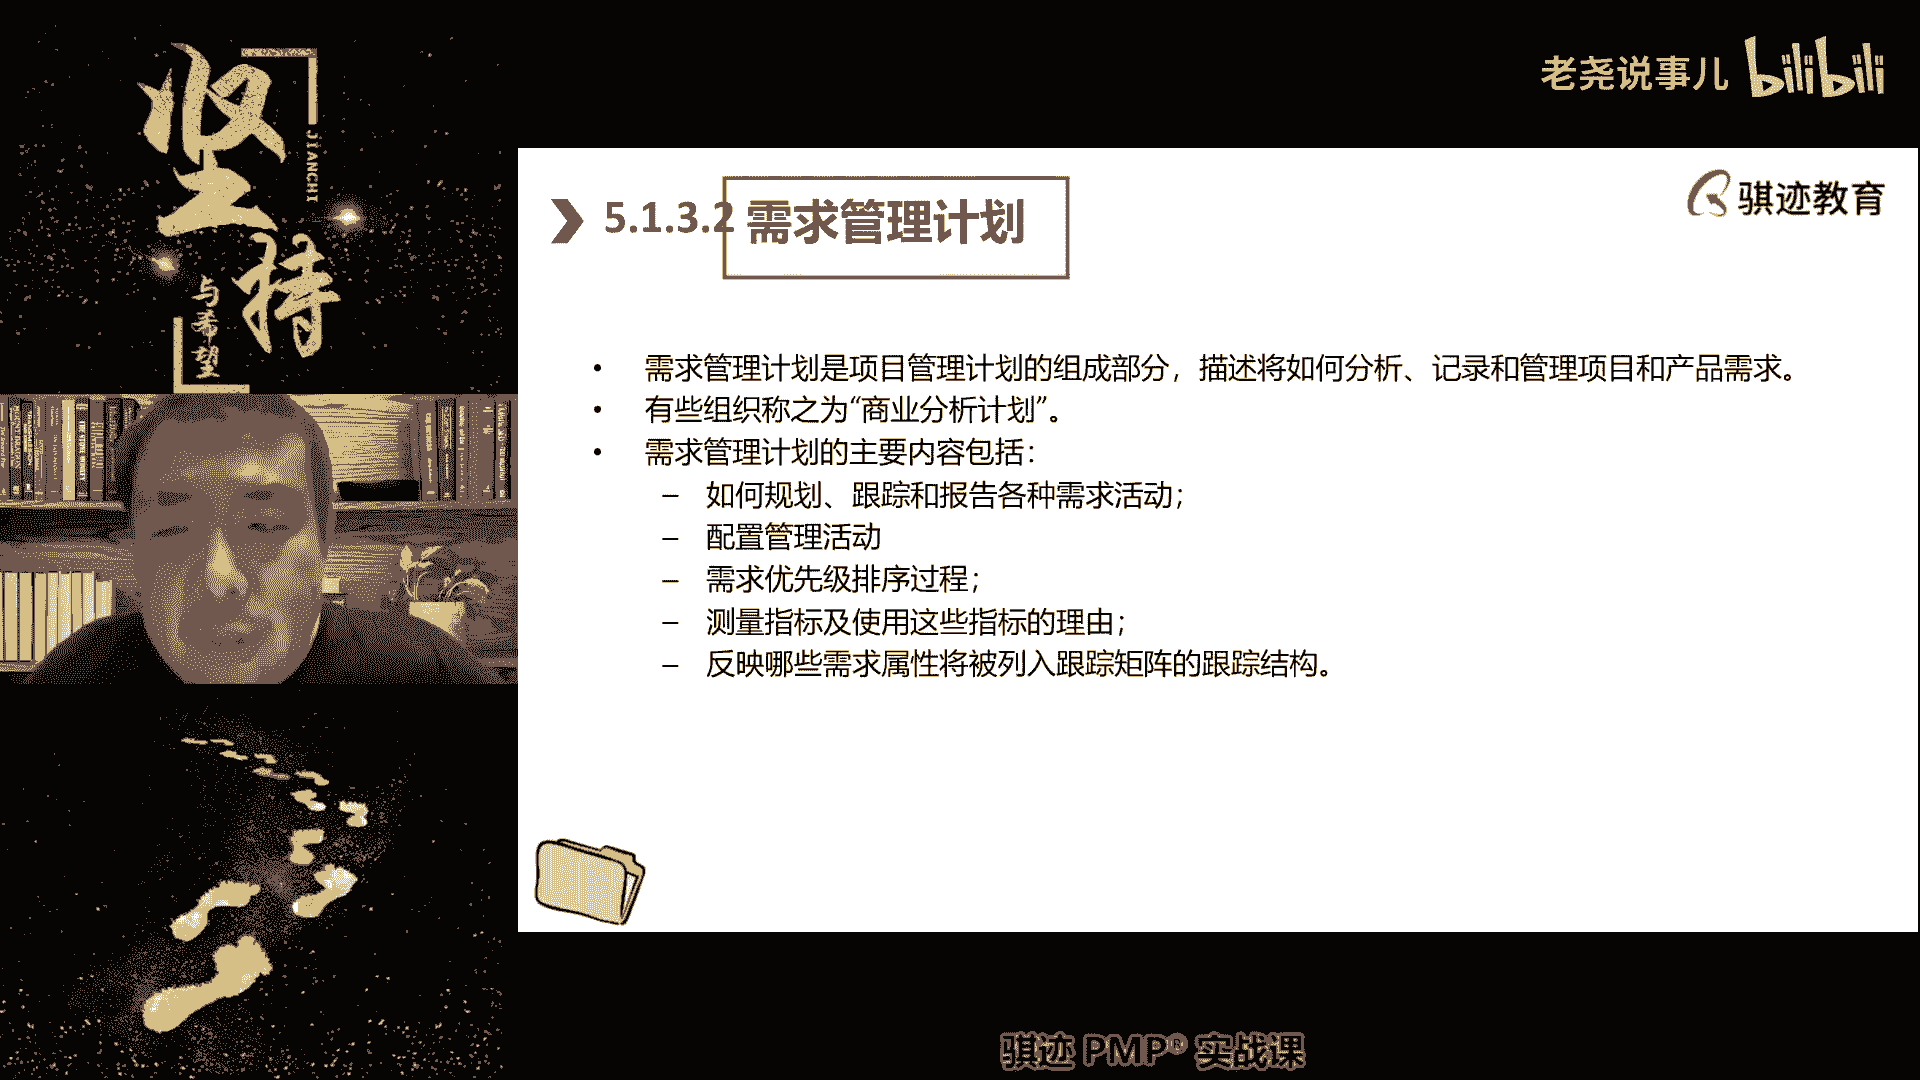 坚持
JIANCHI
与希望
老尧说事儿 bilibili
骐迹教育
5.1.3.2 需求管理计划
• 需求管理计划是项目管理计划的组成部分，描述将如何分析、记录和管理项目和产品需求。
• 有些组织称之为“商业分析计划”。
• 需求管理计划的主要内容包括：
– 如何规划、跟踪和报告各种需求活动；
– 配置管理活动
– 需求优先级排序过程；
– 测量指标及使用这些指标的理由；
– 反映哪些需求属性将被列入跟踪矩阵的跟踪结构。
骐迹 PMP® 实战课